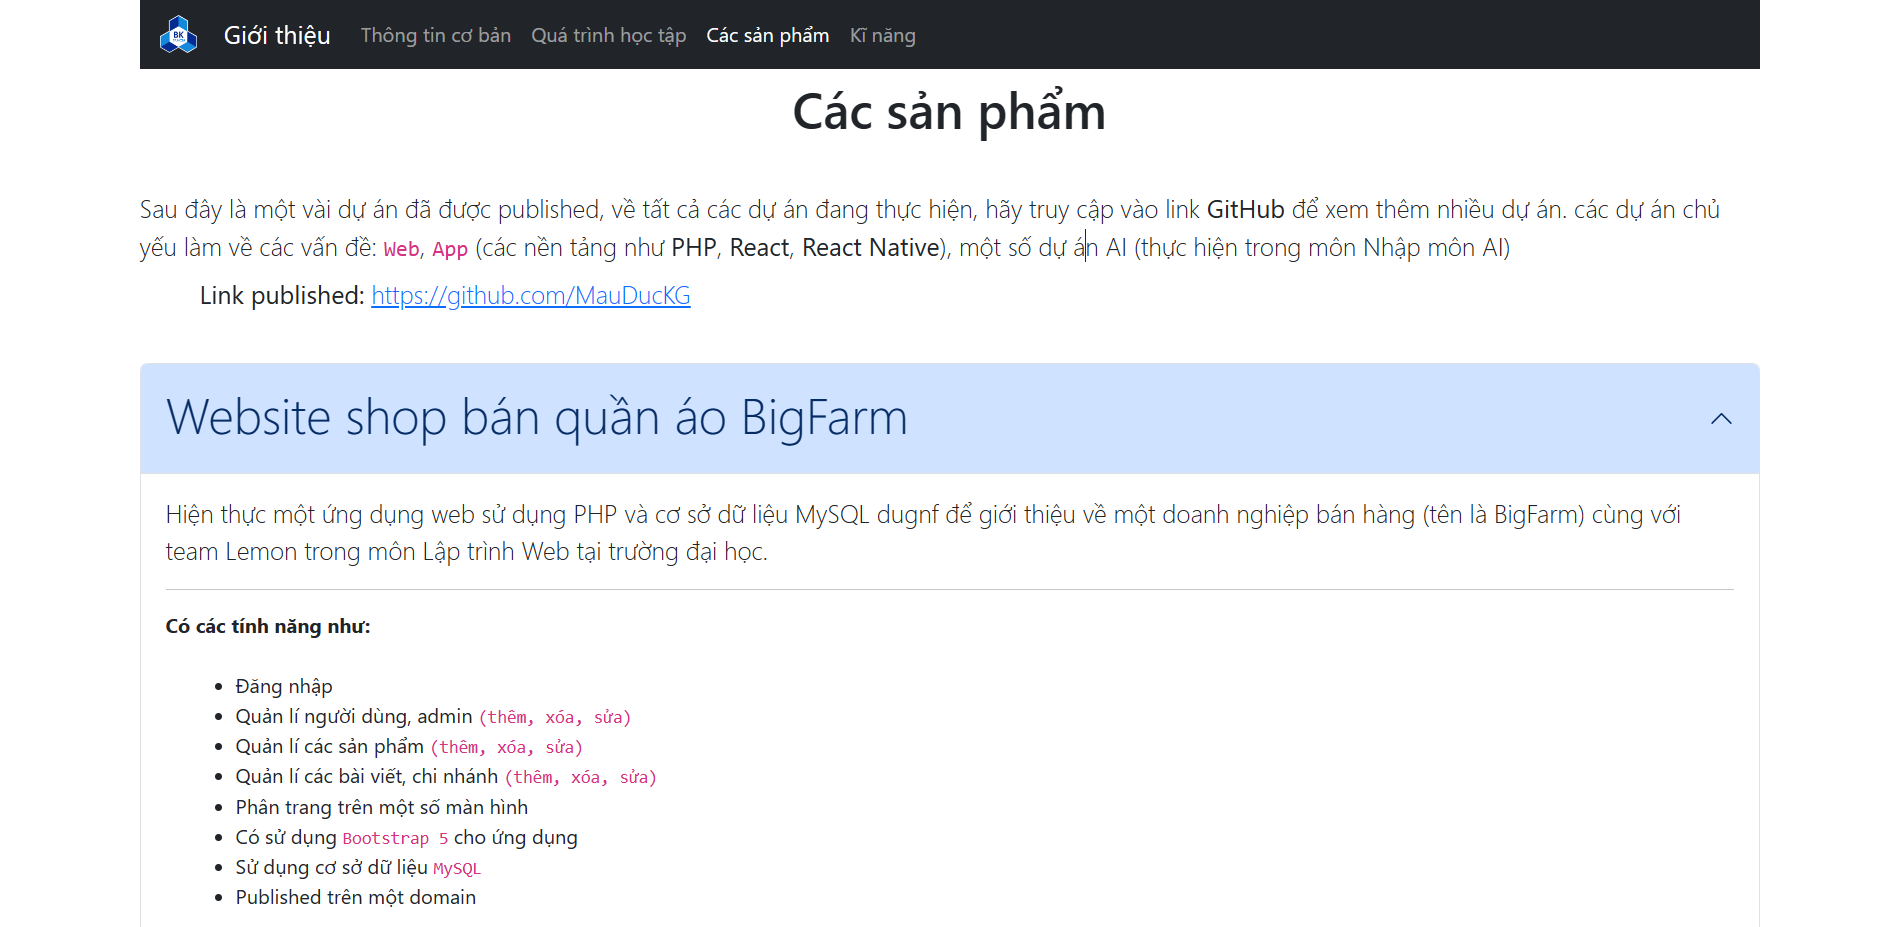 BK
Giới thiệu Thông tin cơ bản Quá trình học tập Các sản phẩm Kĩ năng
Các sản phẩm
Sau đây là một vài dự án đã được published, về tất cả các dự án đang thực hiện, hãy truy cập vào link GitHub để xem thêm nhiều dự án. các dự án chủ
yếu làm về các vấn đề: Web, App (các nền tảng như PHP, React, React Native), một số dự án AI (thực hiện trong môn Nhập môn AI)
Link published: https://github.com/MauDucKG
Website shop bán quần áo BigFarm
Hiện thực một ứng dụng web sử dụng PHP và cơ sở dữ liệu MySQL dugnf để giới thiệu về một doanh nghiệp bán hàng (tên là BigFarm) cùng với
team Lemon trong môn Lập trình Web tại trường đại học.
Có các tính năng như:
Đăng nhập
Quản lí người dùng, admin (thêm, xóa, sửa)
Quản lí các sản phẩm (thêm, xóa, sửa)
Quản lí các bài viết, chi nhánh (thêm, xóa, sửa)
Phân trang trên một số màn hình
Có sử dụng Bootstrap 5 cho ứng dụng
Sử dụng cơ sở dữ liệu MySQL
Published trên một domain